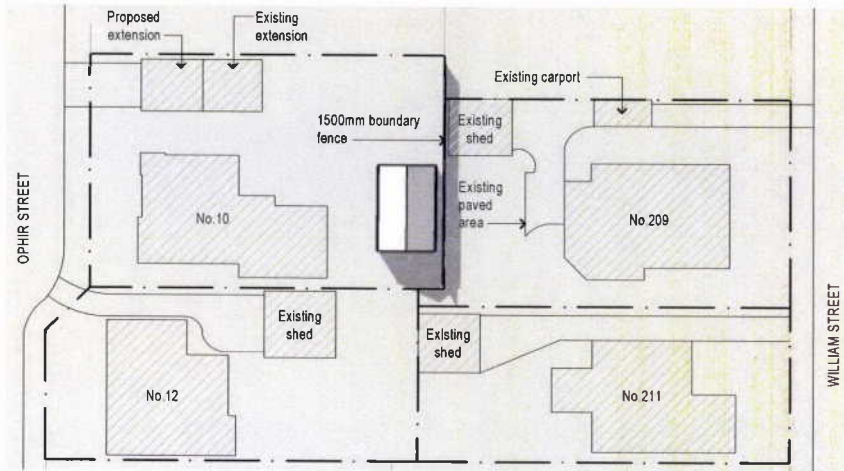 Proposed
extension
Existing
extension
Existing carport
1500mm boundary
fence
Existing
shed
OPHIR STREET
No.10
Existing
paved
area
No 209
WILLIAM STREET
Existing
shed
Existing
shed
No.12
No.211